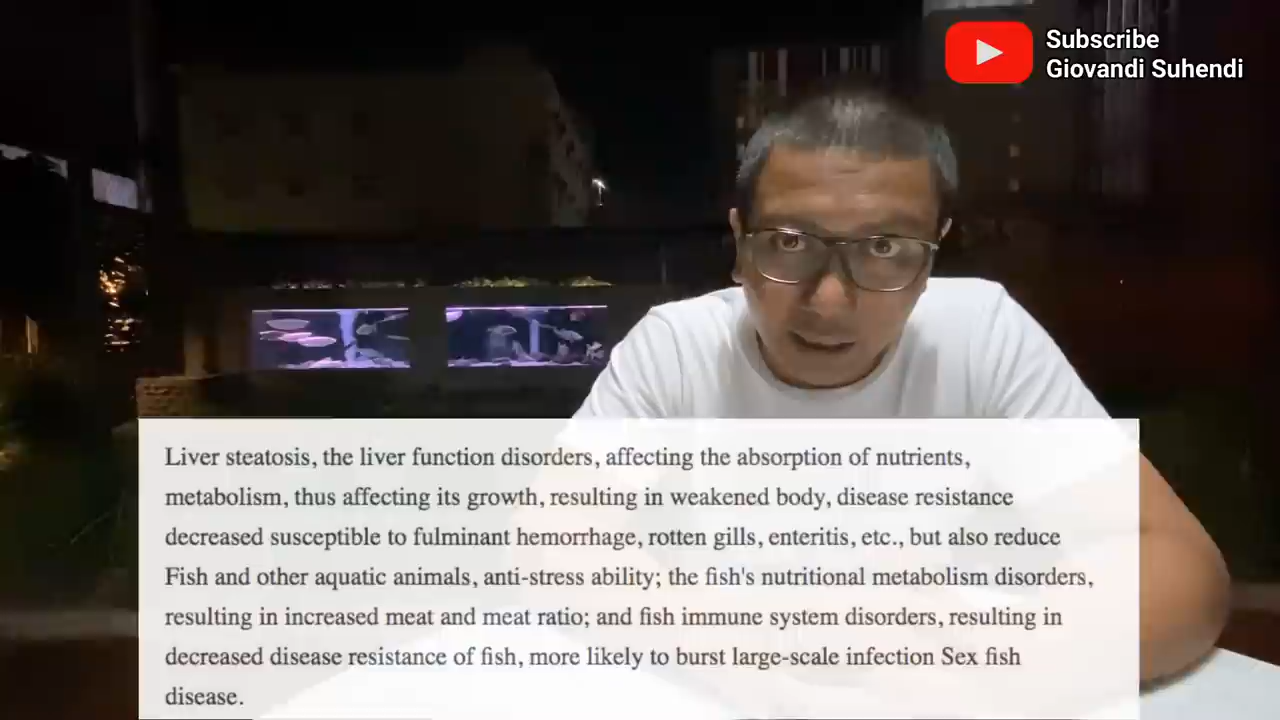 Subscribe
Giovandi Suhendi
Liver steatosis, the liver function disorders, affecting the absorption of nutrients,
metabolism, thus affecting its growth, resulting in weakened body, disease resistance
decreased susceptible to fulminant hemorrhage, rotten gills, enteritis, etc., but also reduce
Fish and other aquatic animals, anti-stress ability; the fish's nutritional metabolism disorders,
resulting in increased meat and meat ratio; and fish immune system disorders, resulting in
decreased disease resistance of fish, more likely to burst large-scale infection Sex fish
disease.